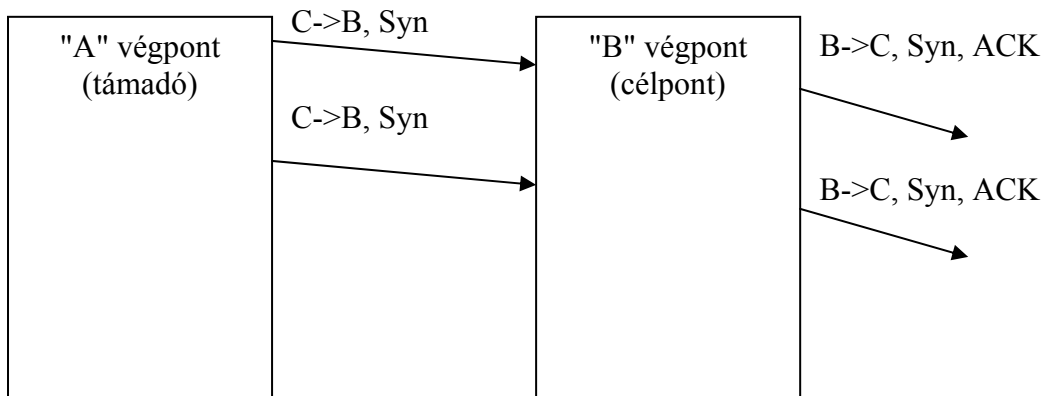 C->B, Syn
"A" végpont
(támadó)
"B" végpont
(célpont)
B->C, Syn, ACK
C->B, Syn
B->C, Syn, ACK